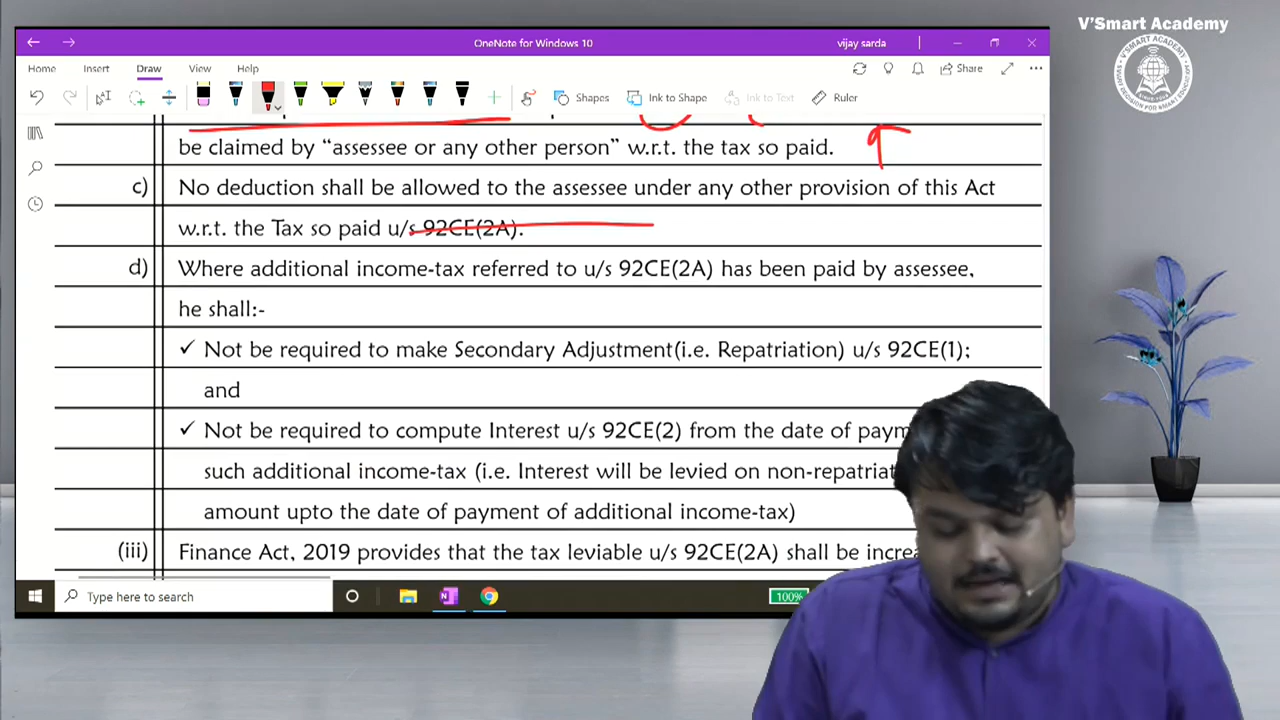 V'Smart Academy
OneNote for Windows 10
vijay sarda
Home Insert Draw View Help
Share
Shapes Ink to Shape Ink to Text Ruler
be claimed by “assessee or any other person” w.r.t. the tax so paid.
c) No deduction shall be allowed to the assessee under any other provision of this Act
w.r.t. the Tax so paid u/s 92CE(2A).
d) Where additional income-tax referred to u/s 92CE(2A) has been paid by assessee,
he shall:-
✓ Not be required to make Secondary Adjustment(i.e. Repatriation) u/s 92CE(1);
and
✓ Not be required to compute Interest u/s 92CE(2) from the date of
such additional income-tax (i.e. Interest will be levied on
amount upto the date of payment of additional income-tax)
(iii) Finance Act, 2019 provides that the tax leviable u/s 92CE(2A) shall be
Type here to search
100%